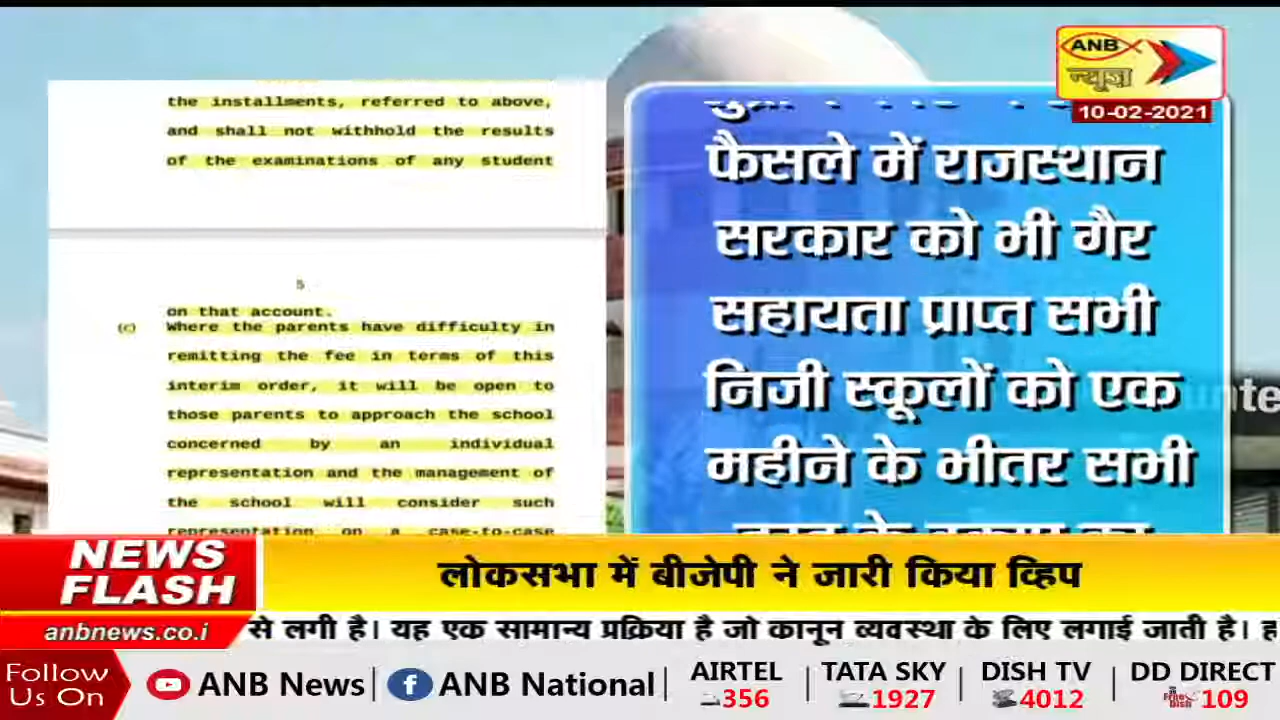 the installments, referred to above,
and shall not withhold the results
of the examinations of any student
5
on that account.
(c) Where the parents have difficulty in
remitting the fee in terms of this
interim order, it will be open to
those parents to approach the school
concerned by an individual
representation and the management of
the school will consider such
representation on a case-to-case
ANB
न्यूज़
10-02-2021
फैसले में राजस्थान
सरकार को भी गैर
सहायता प्राप्त सभी
निजी स्कूलों को एक
महीने के भीतर सभी
NEWS
FLASH
anbnews.co.i
लोकसभा में बीजेपी ने जारी किया व्हिप
से लगी है। यह एक सामान्य प्रक्रिया है जो कानून व्यवस्था के लिए लगाई जाती है। ह
Follow
Us On
ANB News
ANB National
AIRTEL
356
TATA SKY
1927
DISH TV
4012
DD DIRECT
109